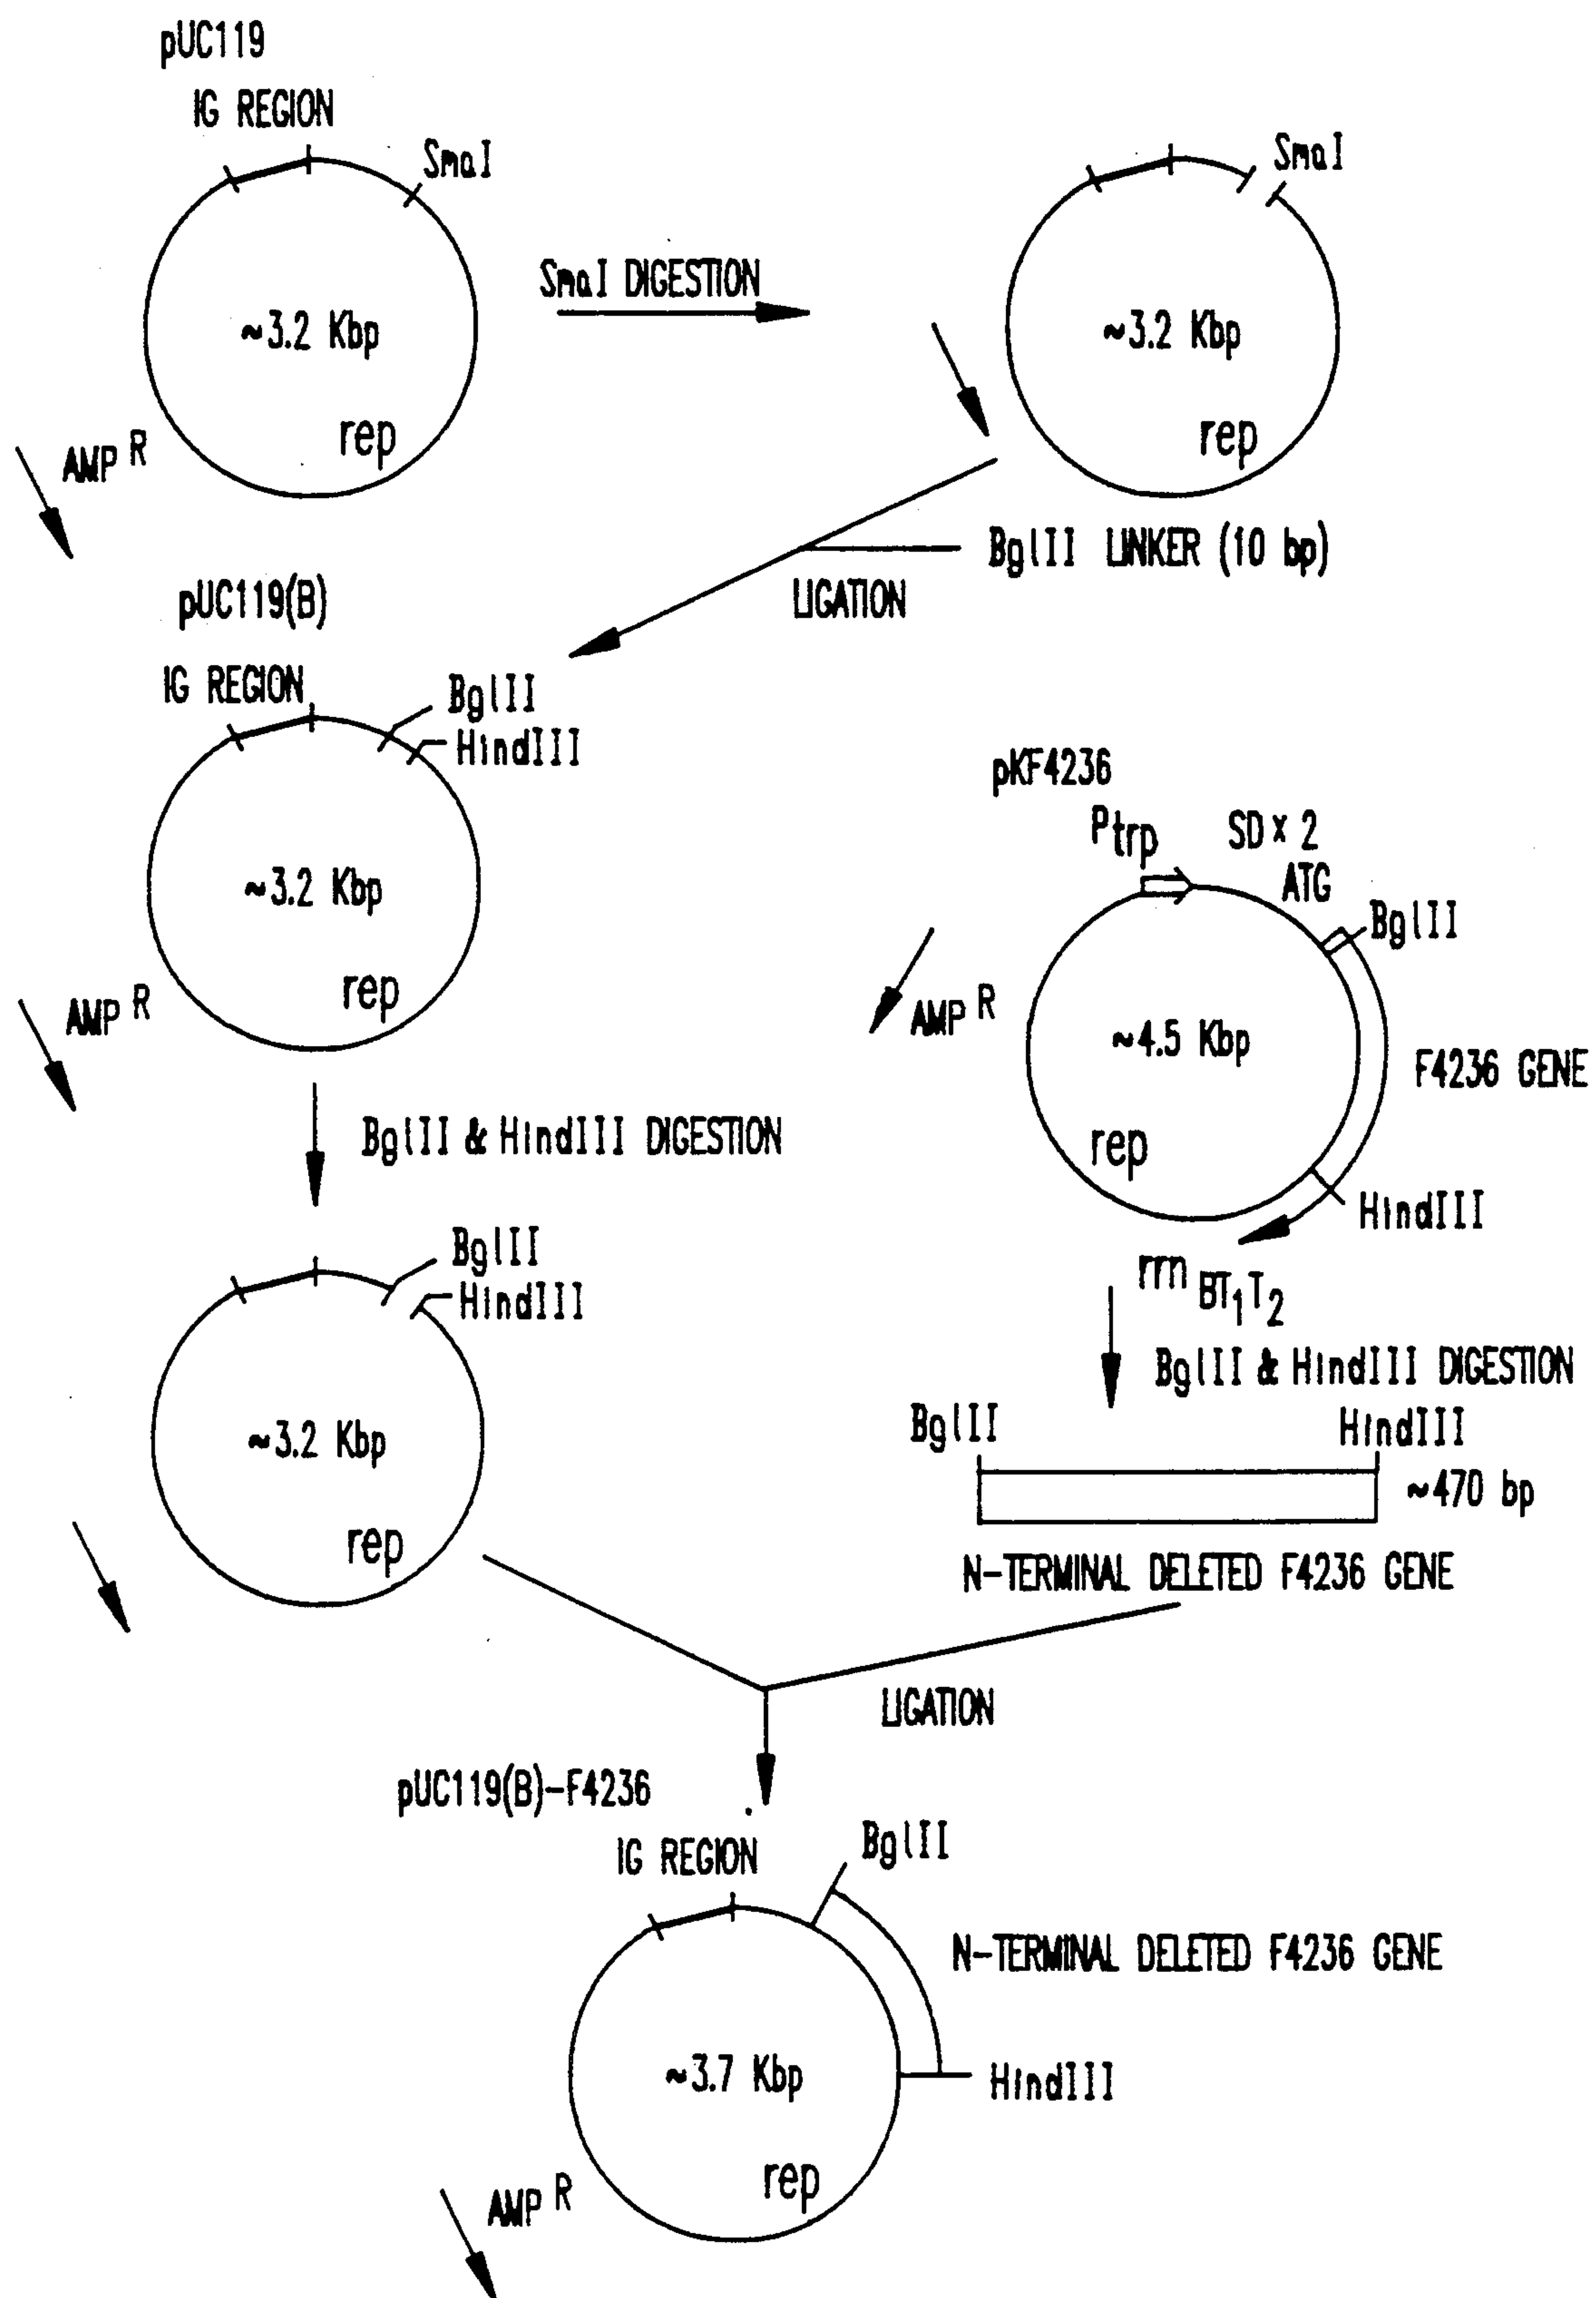 pUC119
IG REGION
SmaI
SmaI
SmaI DIGESTION
~3.2 Kbp
~3.2 Kbp
rep
rep
AMP R
BglII LINKER (10 bp)
LIGATION
pUC119(B)
IG REGION
BglII
HindIII
pKF4236
Ptrp
SD x 2
ATG
BglII
~3.2 Kbp
rep
AMP R
AMP R
~4.5 Kbp
F4236 GENE
rep
BglII & HindIII DIGESTION
HindIII
rrn BT1T2
BglII
HindIII
BglII & HindIII DIGESTION
BglII
HindIII
~3.2 Kbp
~470 bp
rep
N-TERMINAL DELETED F4236 GENE
LIGATION
pUC119(B)-F4236
IG REGION
BglII
N-TERMINAL DELETED F4236 GENE
~3.7 Kbp
HindIII
rep
AMP R